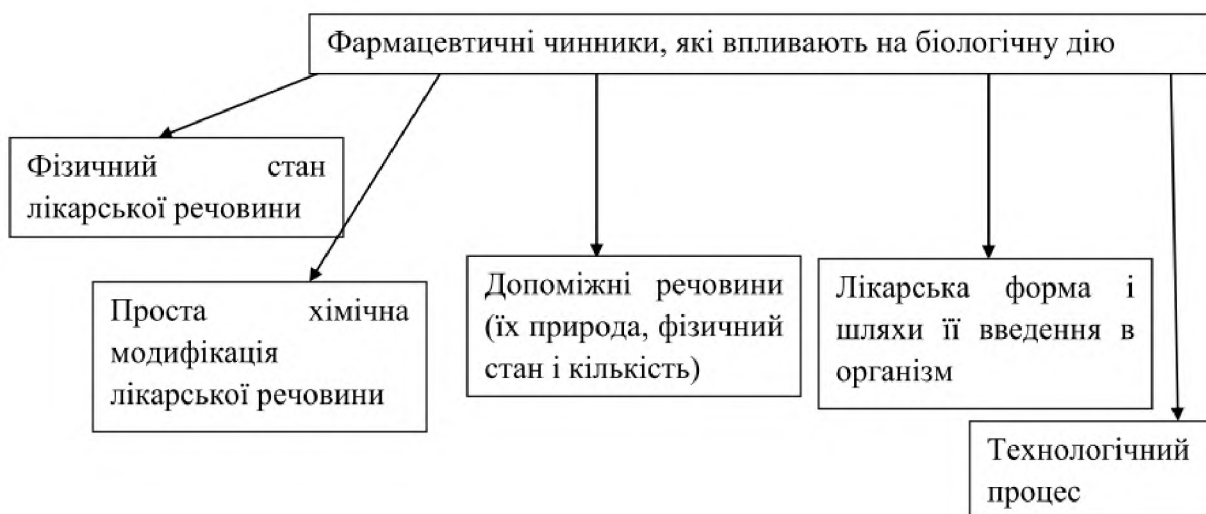 Фармацевтичні чинники, які впливають на біологічну дію
Фізичний стан
лікарської речовини
Проста хімічна
модифікація
лікарської речовини
Допоміжні речовини
(їх природа, фізичний
стан і кількість)
Лікарська форма і
шляхи її введення в
організм
Технологічний
процес